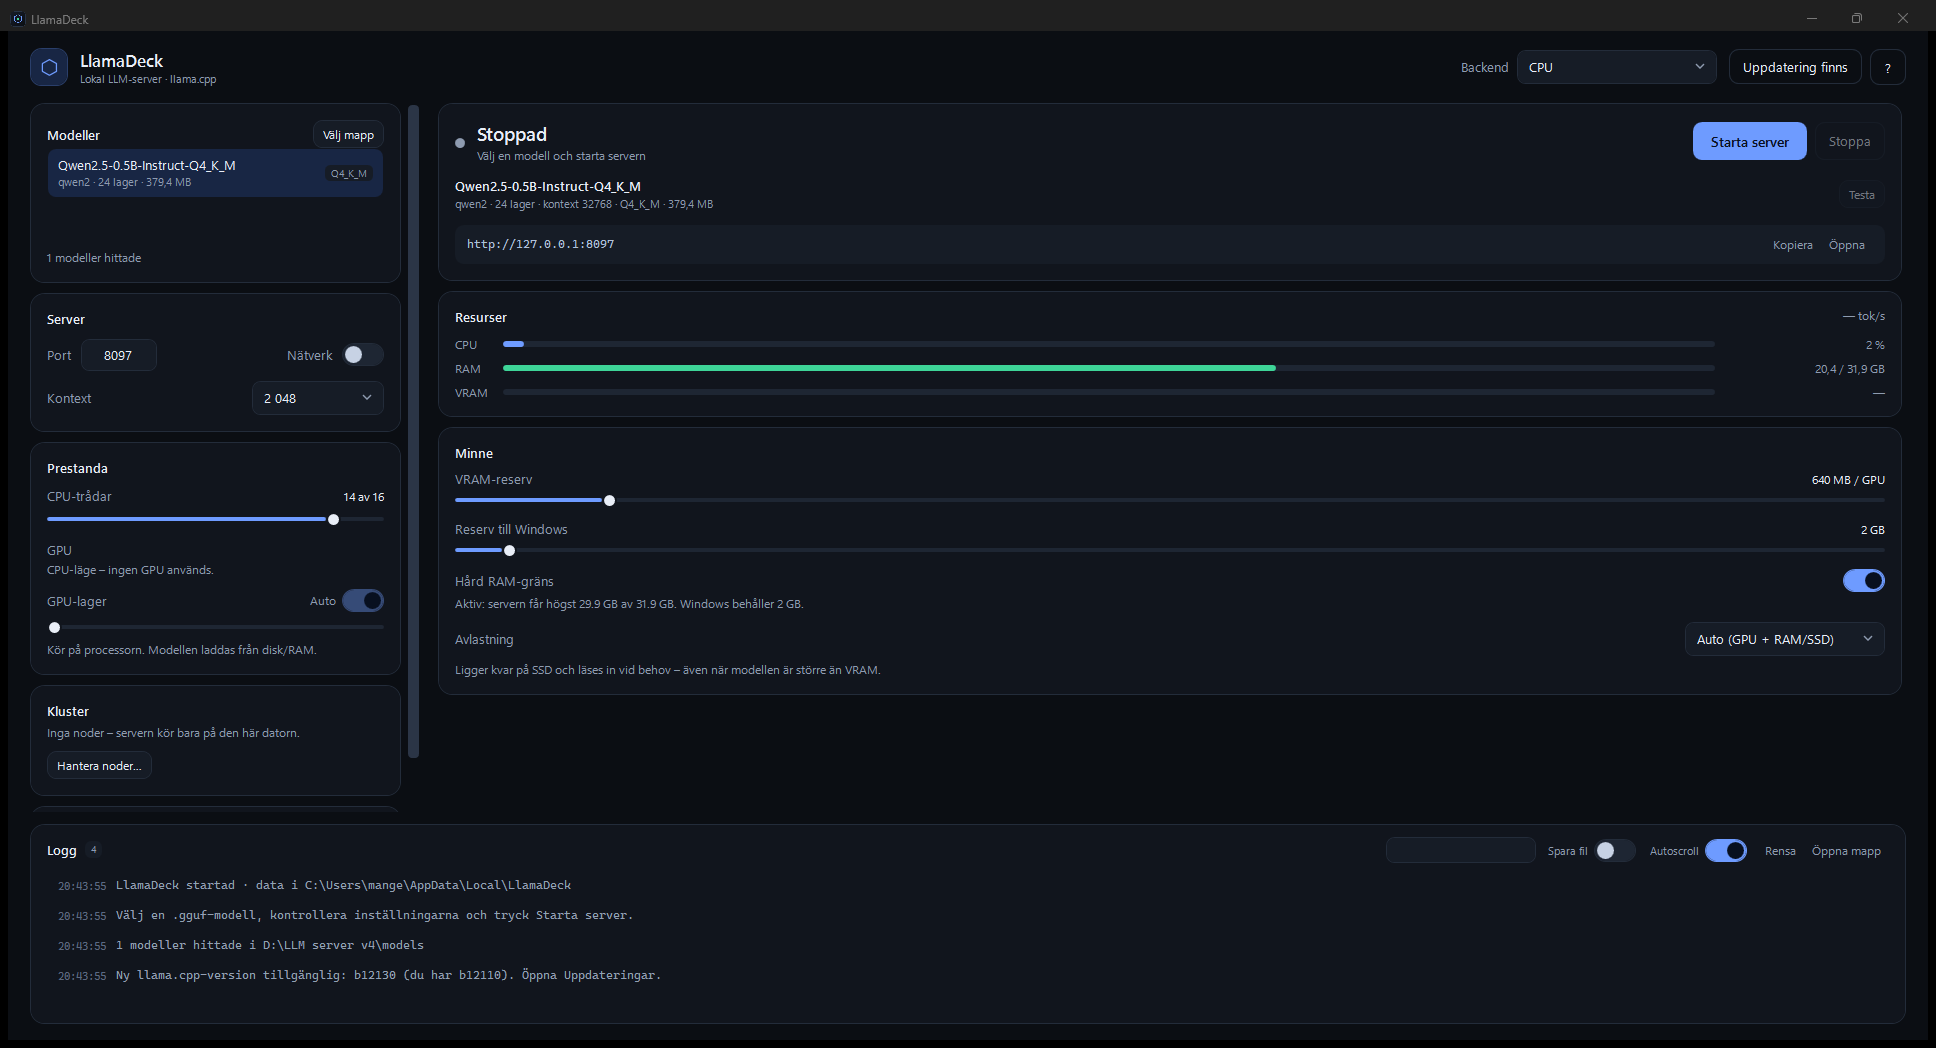 LlamaDeck
LlamaDeck
Lokal LLM-server · llama.cpp
Backend
CPU
Uppdatering finns
?
Modeller
Välj mapp
Qwen2.5-0.5B-Instruct-Q4_K_M
qwen2 · 24 lager · 379,4 MB
Q4_K_M
1 modeller hittade
Server
Port
8097
Nätverk
Kontext
2 048
Prestanda
CPU-trådar
14 av 16
GPU
CPU-läge – ingen GPU används.
GPU-lager
Auto
Kör på processorn. Modellen laddas från disk/RAM.
Kluster
Inga noder – servern kör bara på den här datorn.
Hantera noder...
Stoppad
Välj en modell och starta servern
Starta server
Stoppa
Qwen2.5-0.5B-Instruct-Q4_K_M
qwen2 · 24 lager · kontext 32768 · Q4_K_M · 379,4 MB
Testa
http://127.0.0.1:8097
Kopiera
Öppna
Resurser
— tok/s
CPU
2 %
RAM
20,4 / 31,9 GB
VRAM
—
Minne
VRAM-reserv
640 MB / GPU
Reserv till Windows
2 GB
Hård RAM-gräns
Aktiv: servern får högst 29.9 GB av 31.9 GB. Windows behåller 2 GB.
Avlastning
Auto (GPU + RAM/SSD)
Ligger kvar på SSD och läses in vid behov – även när modellen är större än VRAM.
Logg
4
Spara fil
Autoscroll
Rensa
Öppna mapp
20:43:55 LlamaDeck startad · data i C:\Users\mange\AppData\Local\LlamaDeck
20:43:55 Välj en .gguf-modell, kontrollera inställningarna och tryck Starta server.
20:43:55 1 modeller hittade i D:\LLM server v4\models
20:43:55 Ny llama.cpp-version tillgänglig: b12130 (du har b12110). Öppna Uppdateringar.